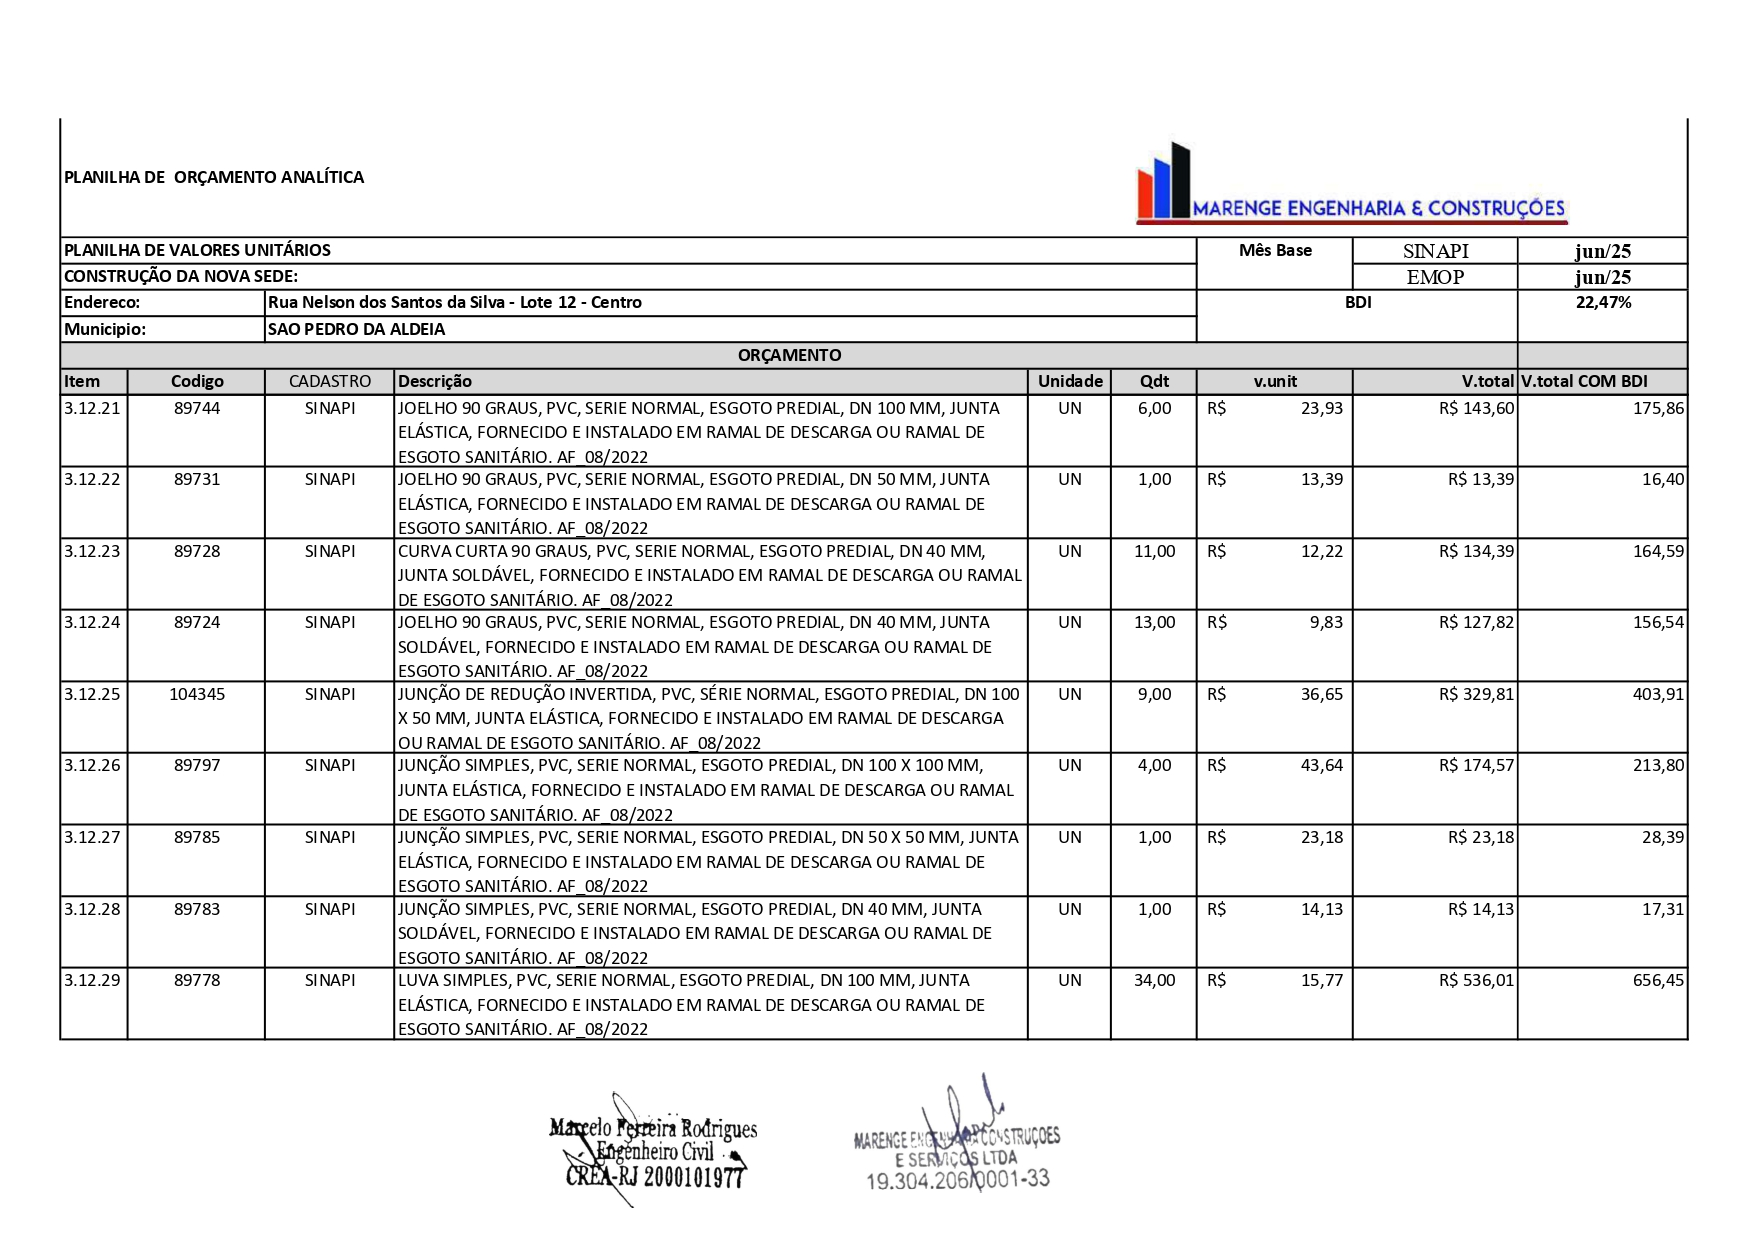 PLANILHA DE ORÇAMENTO ANALÍTICA
MARENGE ENGENHARIA & CONSTRUÇÕES
PLANILHA DE VALORES UNITÁRIOS Mês Base SINAPI jun/25
CONSTRUÇÃO DA NOVA SEDE: EMOP jun/25
Endereco: Rua Nelson dos Santos da Silva - Lote 12 - Centro BDI 22,47%
Municipio: SAO PEDRO DA ALDEIA
ORÇAMENTO
Item Codigo CADASTRO Descrição Unidade Qdt v.unit V.total V.total COM BDI
3.12.21 89744 SINAPI JOELHO 90 GRAUS, PVC, SERIE NORMAL, ESGOTO PREDIAL, DN 100 MM, JUNTA UN 6,00 R$ 23,93 R$ 143,60 175,86
ELÁSTICA, FORNECIDO E INSTALADO EM RAMAL DE DESCARGA OU RAMAL DE
ESGOTO SANITÁRIO. AF_08/2022
3.12.22 89731 SINAPI JOELHO 90 GRAUS, PVC, SERIE NORMAL, ESGOTO PREDIAL, DN 50 MM, JUNTA UN 1,00 R$ 13,39 R$ 13,39 16,40
ELÁSTICA, FORNECIDO E INSTALADO EM RAMAL DE DESCARGA OU RAMAL DE
ESGOTO SANITÁRIO. AF_08/2022
3.12.23 89728 SINAPI CURVA CURTA 90 GRAUS, PVC, SERIE NORMAL, ESGOTO PREDIAL, DN 40 MM, UN 11,00 R$ 12,22 R$ 134,39 164,59
JUNTA SOLDÁVEL, FORNECIDO E INSTALADO EM RAMAL DE DESCARGA OU RAMAL
DE ESGOTO SANITÁRIO. AF_08/2022
3.12.24 89724 SINAPI JOELHO 90 GRAUS, PVC, SERIE NORMAL, ESGOTO PREDIAL, DN 40 MM, JUNTA UN 13,00 R$ 9,83 R$ 127,82 156,54
SOLDÁVEL, FORNECIDO E INSTALADO EM RAMAL DE DESCARGA OU RAMAL DE
ESGOTO SANITÁRIO. AF_08/2022
3.12.25 104345 SINAPI JUNÇÃO DE REDUÇÃO INVERTIDA, PVC, SÉRIE NORMAL, ESGOTO PREDIAL, DN 100 UN 9,00 R$ 36,65 R$ 329,81 403,91
X 50 MM, JUNTA ELÁSTICA, FORNECIDO E INSTALADO EM RAMAL DE DESCARGA
OU RAMAL DE ESGOTO SANITÁRIO. AF_08/2022
3.12.26 89797 SINAPI JUNÇÃO SIMPLES, PVC, SERIE NORMAL, ESGOTO PREDIAL, DN 100 X 100 MM, UN 4,00 R$ 43,64 R$ 174,57 213,80
JUNTA ELÁSTICA, FORNECIDO E INSTALADO EM RAMAL DE DESCARGA OU RAMAL
DE ESGOTO SANITÁRIO. AF_08/2022
3.12.27 89785 SINAPI JUNÇÃO SIMPLES, PVC, SERIE NORMAL, ESGOTO PREDIAL, DN 50 X 50 MM, JUNTA UN 1,00 R$ 23,18 R$ 23,18 28,39
ELÁSTICA, FORNECIDO E INSTALADO EM RAMAL DE DESCARGA OU RAMAL DE
ESGOTO SANITÁRIO. AF_08/2022
3.12.28 89783 SINAPI JUNÇÃO SIMPLES, PVC, SERIE NORMAL, ESGOTO PREDIAL, DN 40 MM, JUNTA UN 1,00 R$ 14,13 R$ 14,13 17,31
SOLDÁVEL, FORNECIDO E INSTALADO EM RAMAL DE DESCARGA OU RAMAL DE
ESGOTO SANITÁRIO. AF_08/2022
3.12.29 89778 SINAPI LUVA SIMPLES, PVC, SERIE NORMAL, ESGOTO PREDIAL, DN 100 MM, JUNTA UN 34,00 R$ 15,77 R$ 536,01 656,45
ELÁSTICA, FORNECIDO E INSTALADO EM RAMAL DE DESCARGA OU RAMAL DE
ESGOTO SANITÁRIO. AF_08/2022
Marcelo Ferreira Rodrigues
Engenheiro Civil
CREA-RJ 2000101977
MARENGE ENGENHARIA CONSTRUÇOES
E SERVIÇOS LTDA
19.304.206/0001-33